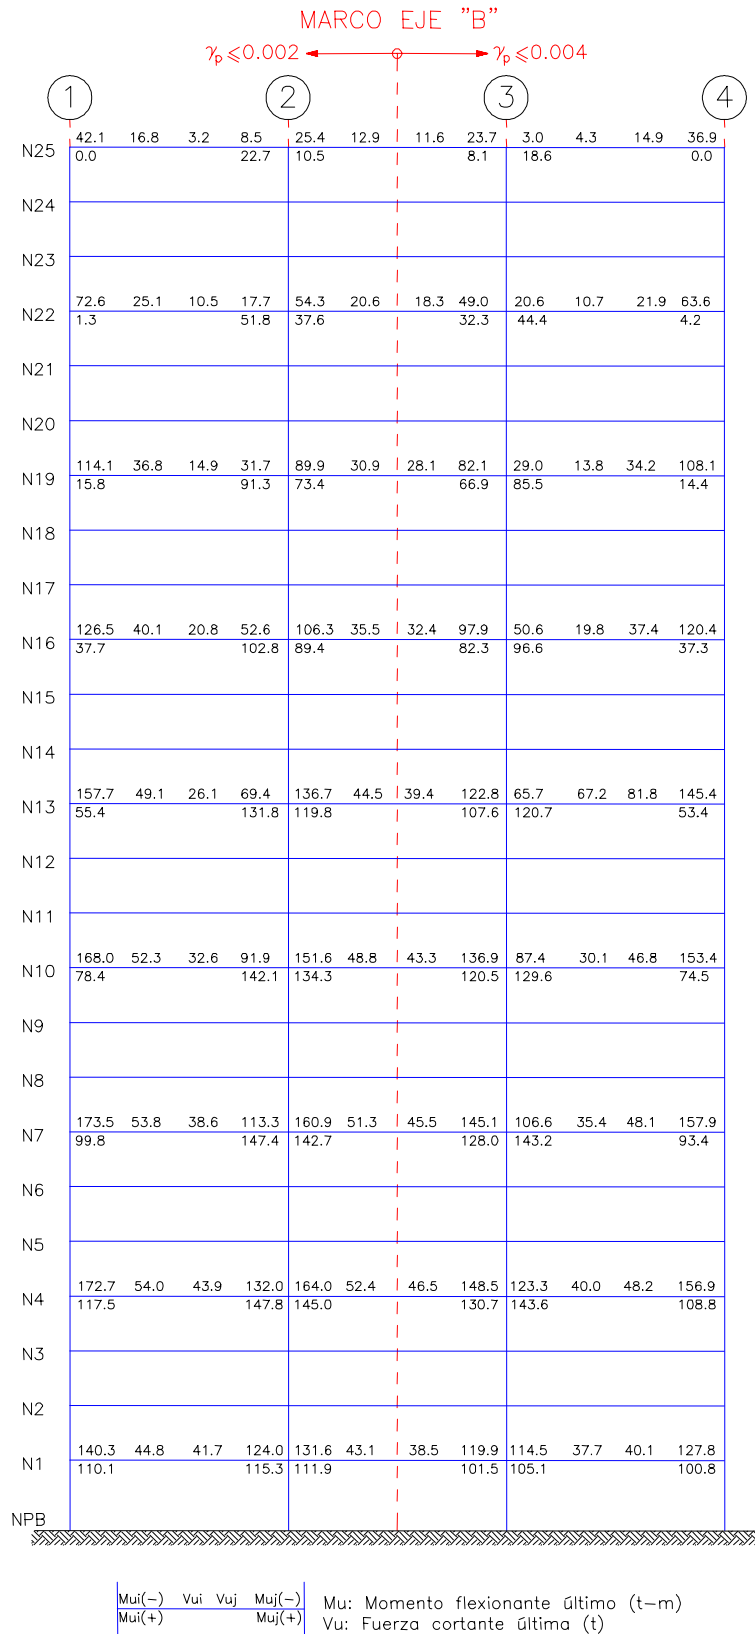 MARCO EJE "B"
γp≤0.002 γp≤0.004
1 2 3 4
42.1 16.8 3.2 8.5 25.4 12.9 11.6 23.7 3.0 4.3 14.9 36.9
N25
0.0 22.7 10.5 8.1 18.6 0.0
N24
N23
72.6 25.1 10.5 17.7 54.3 20.6 18.3 49.0 20.6 10.7 21.9 63.6
N22
1.3 51.8 37.6 32.3 44.4 4.2
N21
N20
114.1 36.8 14.9 31.7 89.9 30.9 28.1 82.1 29.0 13.8 34.2 108.1
N19
15.8 91.3 73.4 66.9 85.5 14.4
N18
N17
126.5 40.1 20.8 52.6 106.3 35.5 32.4 97.9 50.6 19.8 37.4 120.4
N16
37.7 102.8 89.4 82.3 96.6 37.3
N15
N14
157.7 49.1 26.1 69.4 136.7 44.5 39.4 122.8 65.7 67.2 81.8 145.4
N13
55.4 131.8 119.8 107.6 120.7 53.4
N12
N11
168.0 52.3 32.6 91.9 151.6 48.8 43.3 136.9 87.4 30.1 46.8 153.4
N10
78.4 142.1 134.3 120.5 129.6 74.5
N9
N8
173.5 53.8 38.6 113.3 160.9 51.3 45.5 145.1 106.6 35.4 48.1 157.9
N7
99.8 147.4 142.7 128.0 143.2 93.4
N6
N5
172.7 54.0 43.9 132.0 164.0 52.4 46.5 148.5 123.3 40.0 48.2 156.9
N4
117.5 147.8 145.0 130.7 143.6 108.8
N3
N2
140.3 44.8 41.7 124.0 131.6 43.1 38.5 119.9 114.5 37.7 40.1 127.8
N1
110.1 115.3 111.9 101.5 105.1 100.8
NPB
Mui(-) Vui Vuj Muj(-)
Mui(+) Muj(+)
Mu: Momento flexionante último (t-m)
Vu: Fuerza cortante última (t)